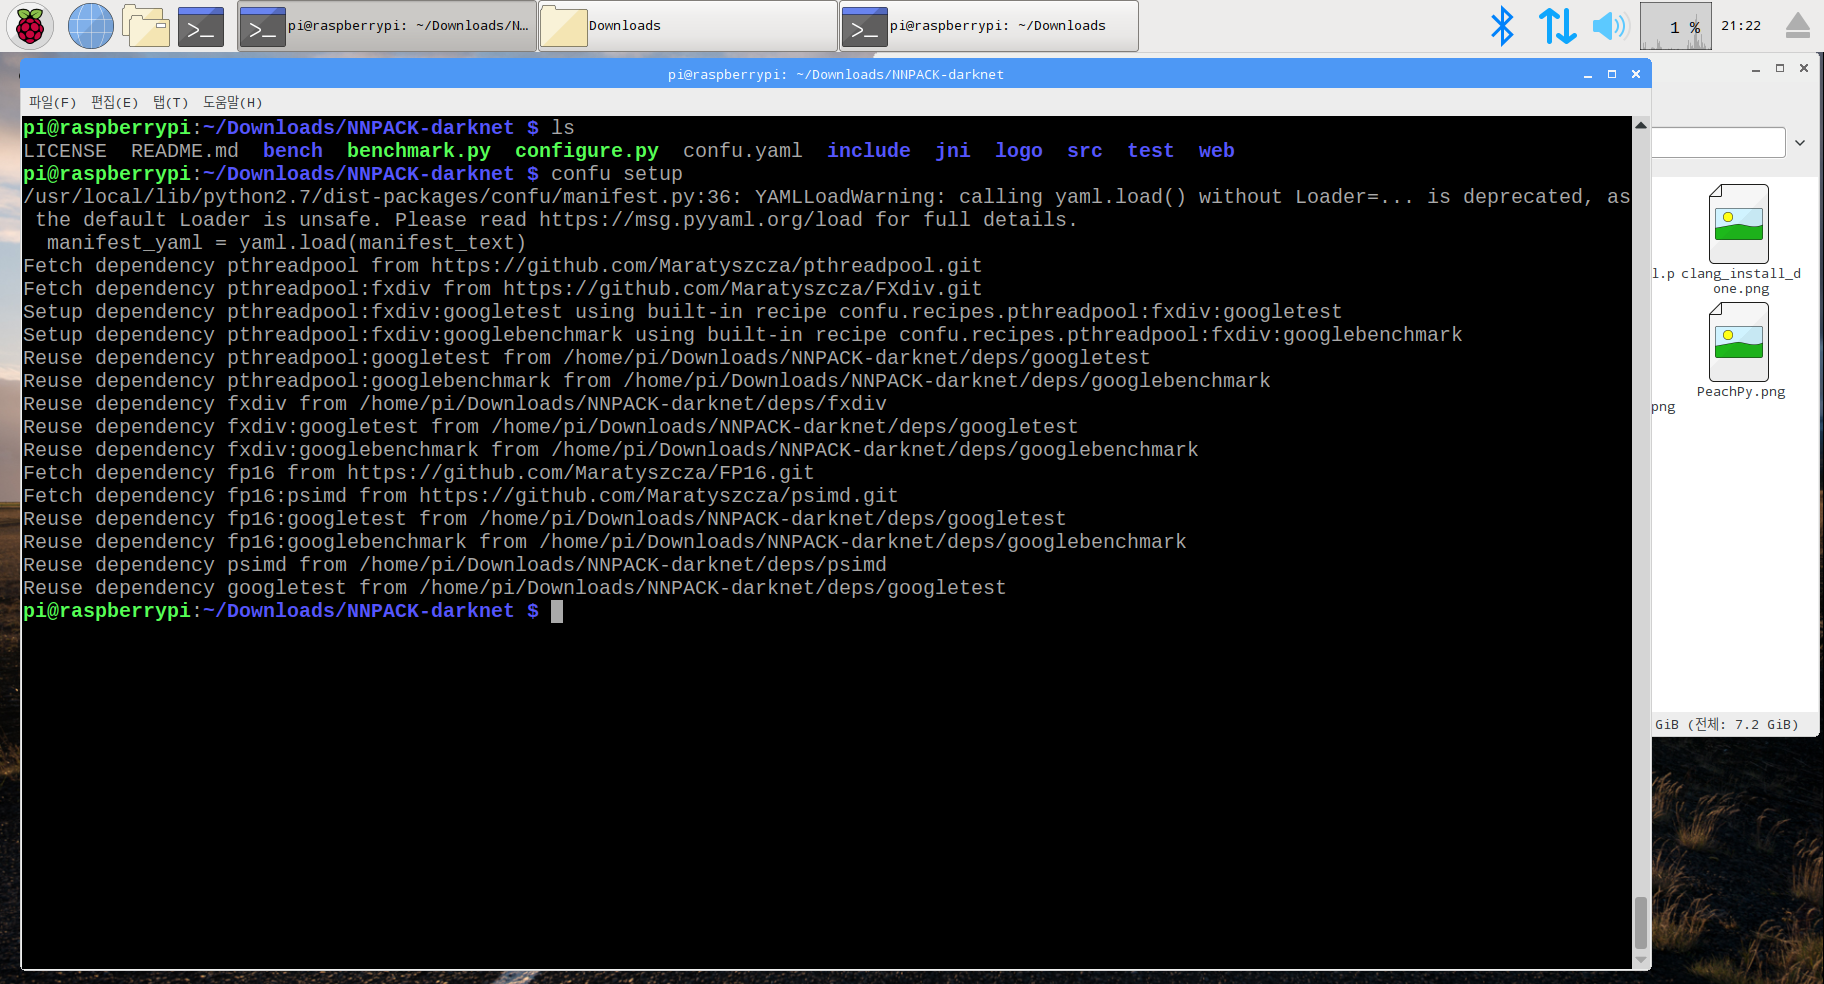 pi@raspberrypi: ~/Downloads/N...
Downloads
pi@raspberrypi: ~/Downloads
1 %
21:22
pi@raspberrypi: ~/Downloads/NNPACK-darknet
파일(F) 편집(E) 탭(T) 도움말(H)
pi@raspberrypi:~/Downloads/NNPACK-darknet $ ls
LICENSE README.md bench benchmark.py configure.py confu.yaml include jni logo src test web
pi@raspberrypi:~/Downloads/NNPACK-darknet $ confu setup
/usr/local/lib/python2.7/dist-packages/confu/manifest.py:36: YAMLLoadWarning: calling yaml.load() without Loader=... is deprecated, as
the default Loader is unsafe. Please read https://msg.pyyaml.org/load for full details.
manifest_yaml = yaml.load(manifest_text)
Fetch dependency pthreadpool from https://github.com/Maratyszcza/pthreadpool.git
Fetch dependency pthreadpool:fxdiv from https://github.com/Maratyszcza/FXdiv.git
Setup dependency pthreadpool:fxdiv:googletest using built-in recipe confu.recipes.pthreadpool:fxdiv:googletest
Setup dependency pthreadpool:fxdiv:googlebenchmark using built-in recipe confu.recipes.pthreadpool:fxdiv:googlebenchmark
Reuse dependency pthreadpool:googletest from /home/pi/Downloads/NNPACK-darknet/deps/googletest
Reuse dependency pthreadpool:googlebenchmark from /home/pi/Downloads/NNPACK-darknet/deps/googlebenchmark
Reuse dependency fxdiv from /home/pi/Downloads/NNPACK-darknet/deps/fxdiv
Reuse dependency fxdiv:googletest from /home/pi/Downloads/NNPACK-darknet/deps/googletest
Reuse dependency fxdiv:googlebenchmark from /home/pi/Downloads/NNPACK-darknet/deps/googlebenchmark
Fetch dependency fp16 from https://github.com/Maratyszcza/FP16.git
Fetch dependency fp16:psimd from https://github.com/Maratyszcza/psimd.git
Reuse dependency fp16:googletest from /home/pi/Downloads/NNPACK-darknet/deps/googletest
Reuse dependency fp16:googlebenchmark from /home/pi/Downloads/NNPACK-darknet/deps/googlebenchmark
Reuse dependency psimd from /home/pi/Downloads/NNPACK-darknet/deps/psimd
Reuse dependency googletest from /home/pi/Downloads/NNPACK-darknet/deps/googletest
pi@raspberrypi:~/Downloads/NNPACK-darknet $
l.p clang_install_d
one.png
PeachPy.png
png
GiB (전체: 7.2 GiB)